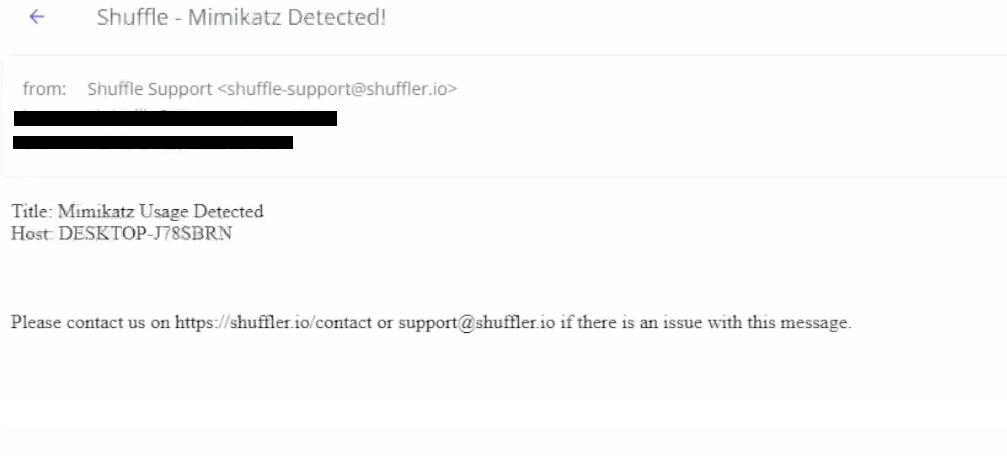 Shuffle - Mimikatz Detected!
from: Shuffle Support <shuffle-support@shuffler.io>
Title: Mimikatz Usage Detected
Host: DESKTOP-J78SBRN
Please contact us on https://shuffler.io/contact or support@shuffler.io if there is an issue with this message.